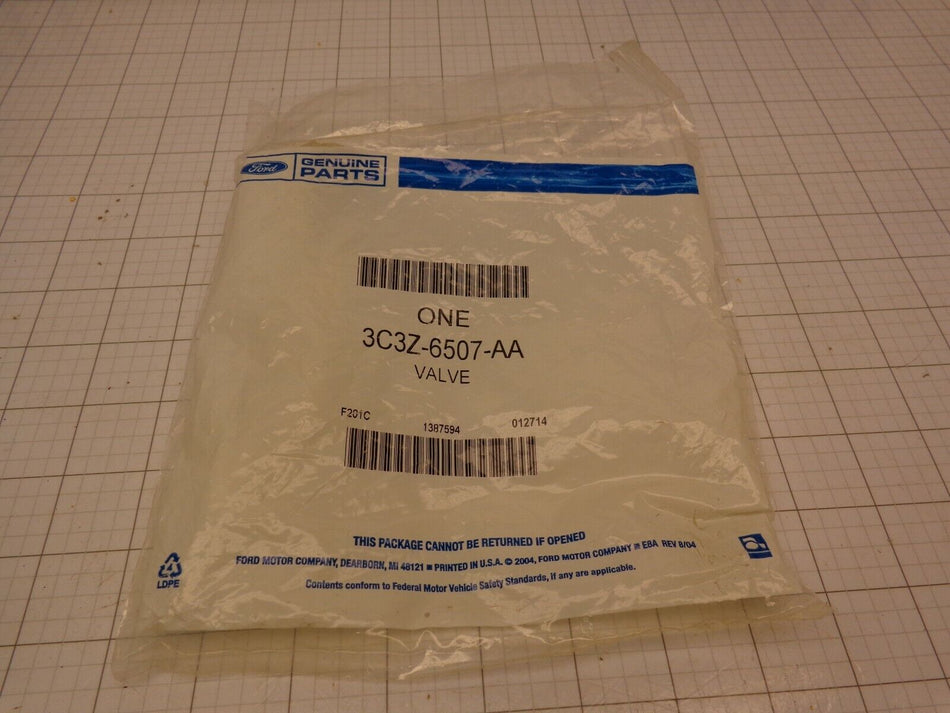 Ford GENUINE
PARTS
ONE
3C3Z-6507-AA
VALVE
F201C 1387594 012714
THIS PACKAGE CANNOT BE RETURNED IF OPENED
FORD MOTOR COMPANY, DEARBORN, MI 48121 ■ PRINTED IN U.S.A. © 2004, FORD MOTOR COMPANY ■ EBA REV 8/04
Contents conform to Federal Motor Vehicle Safety Standards, if any are applicable.
4
LDPE